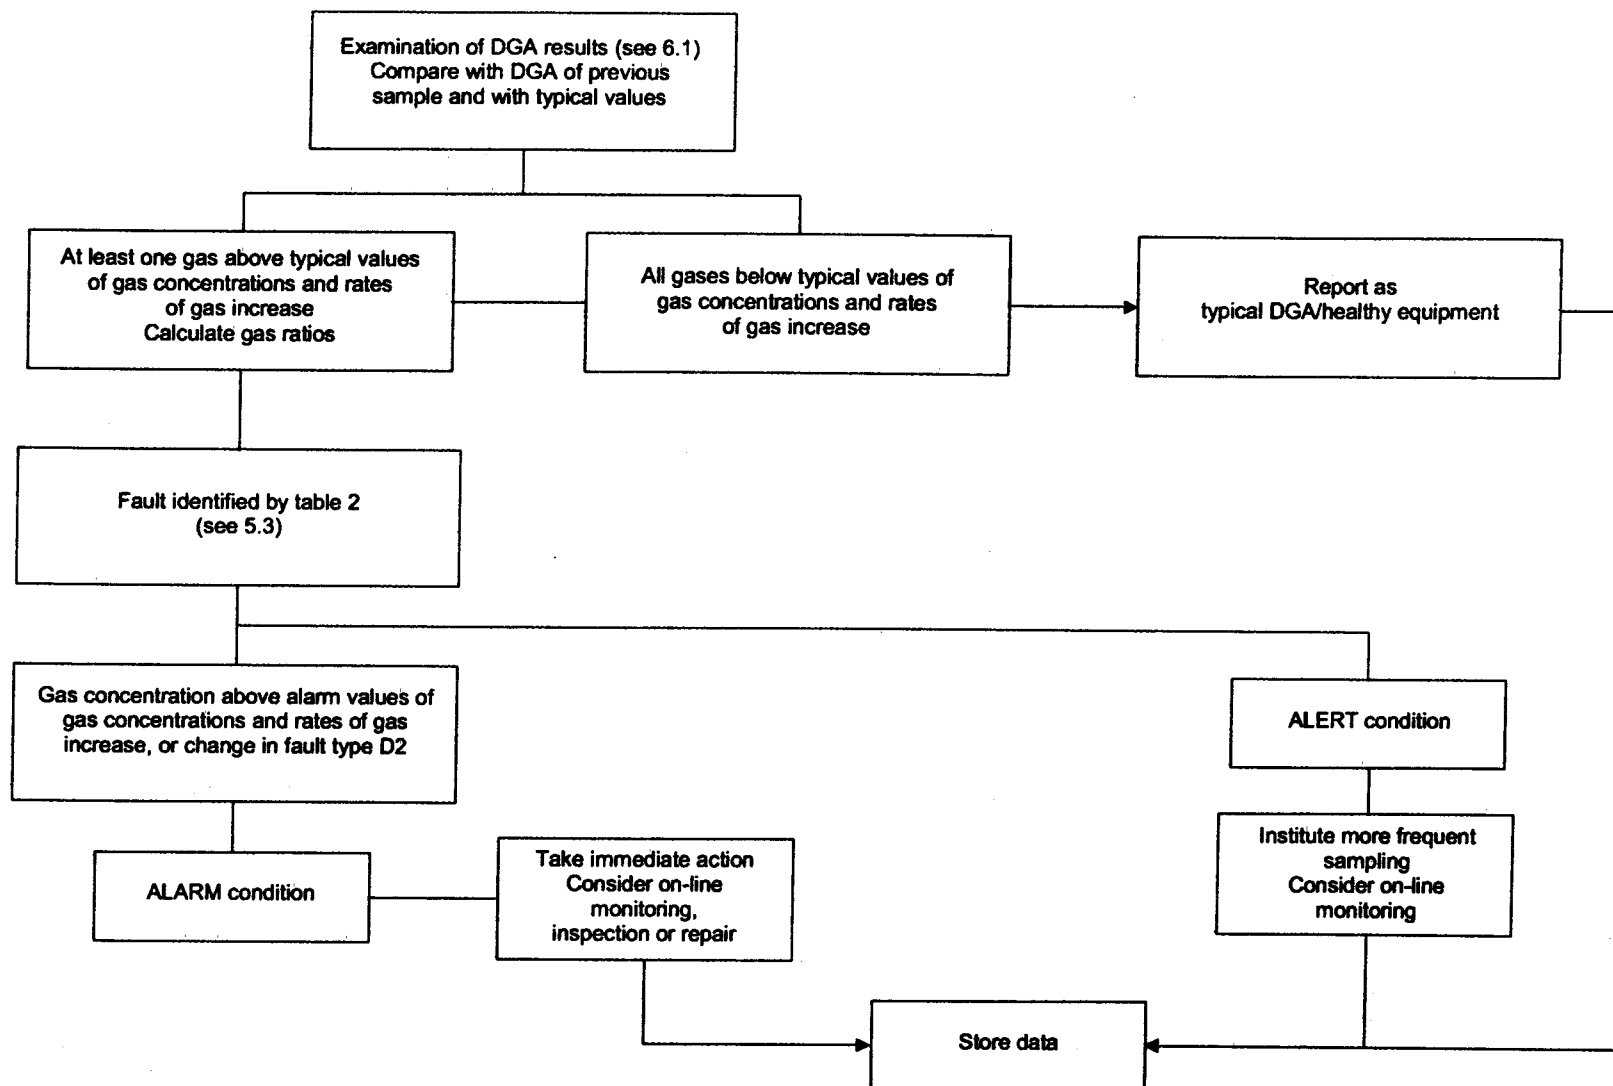 Examination of DGA results (see 6.1)
Compare with DGA of previous
sample and with typical values
At least one gas above typical values
of gas concentrations and rates
of gas increase
Calculate gas ratios
All gases below typical values of
gas concentrations and rates
of gas increase
Report as
typical DGA/healthy equipment
Fault identified by table 2
(see 5.3)
Gas concentration above alarm values of
gas concentrations and rates of gas
increase, or change in fault type D2
ALERT condition
ALARM condition
Take immediate action
Consider on-line
monitoring,
inspection or repair
Institute more frequent
sampling
Consider on-line
monitoring
Store data